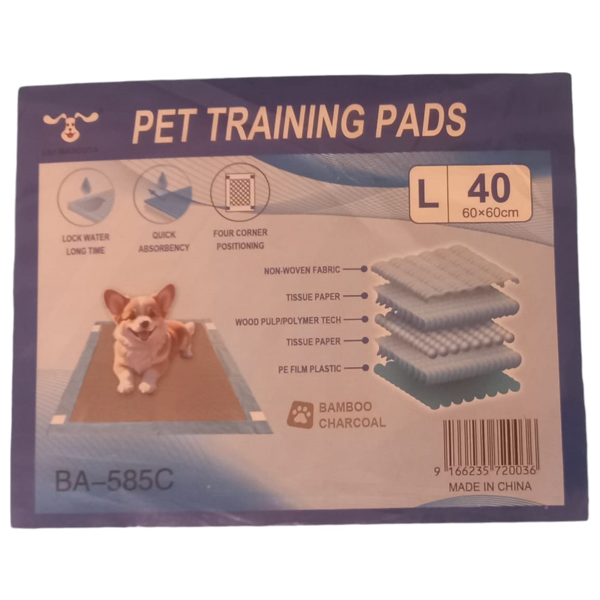 PET TRAINING PADS
L
40
60×60cm
LOCK WATER
LONG TIME
QUICK
ABSORBENCY
FOUR CORNER
POSITIONING
NON-WOVEN FABRIC
TISSUE PAPER
WOOD PULP/POLYMER TECH
TISSUE PAPER
PE FILM PLASTIC
BAMBOO
CHARCOAL
BA-585C
9 166235 720036
MADE IN CHINA